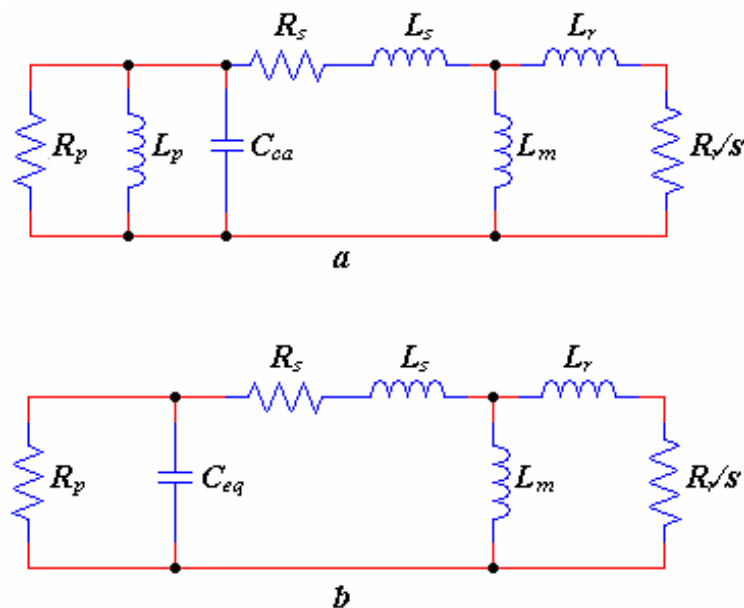 Rs Ls Lr
Rp Lp Cca Lm Rr/s
a
Rs Ls Lr
Rp Ceq Lm Rr/s
b